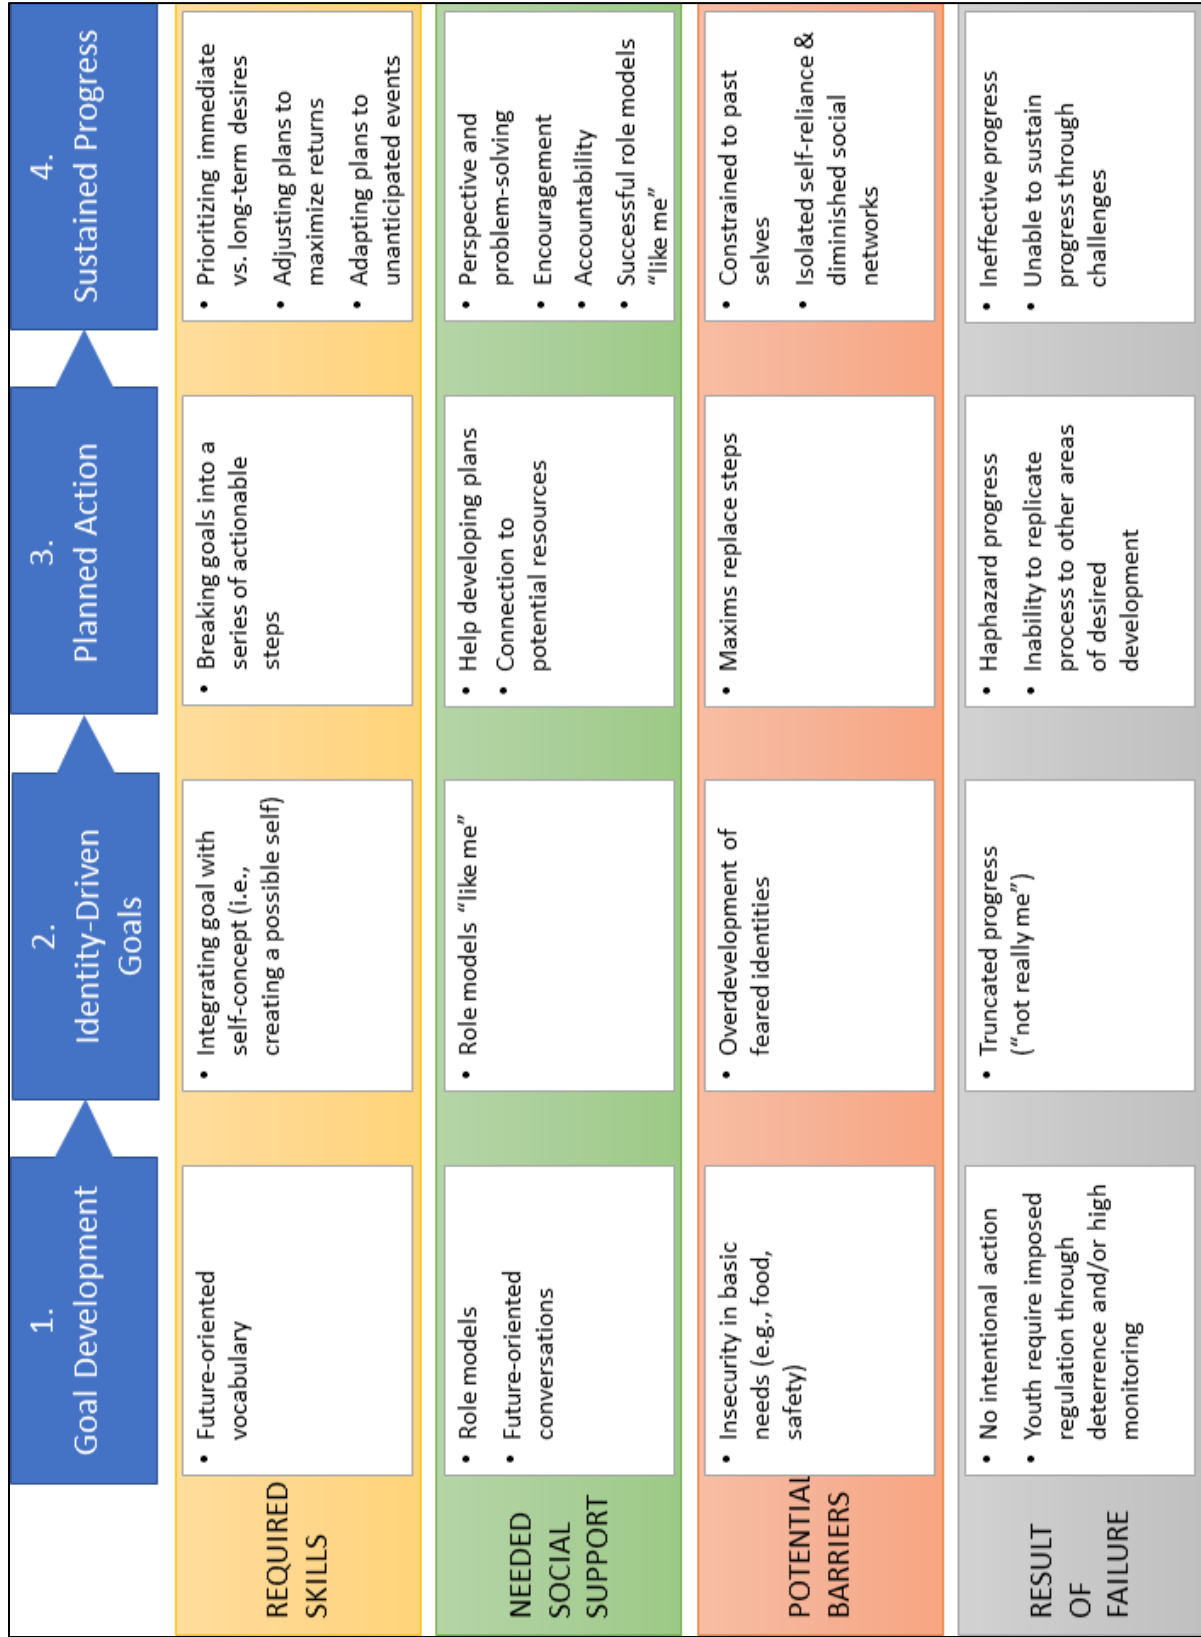 1.
Goal Development
2.
Identity-Driven
Goals
3.
Planned Action
4.
Sustained Progress
REQUIRED
SKILLS
• Future-oriented
vocabulary
• Integrating goal with
self-concept (i.e.,
creating a possible self)
• Breaking goals into a
series of actionable
steps
• Prioritizing immediate
vs. long-term desires
• Adjusting plans to
maximize returns
• Adapting plans to
unanticipated events
NEEDED
SOCIAL
SUPPORT
• Role models
• Future-oriented
conversations
• Role models “like me”
• Help developing plans
• Connection to
potential resources
• Perspective and
problem-solving
• Encouragement
• Accountability
• Successful role models
“like me”
POTENTIAL
BARRIERS
• Insecurity in basic
needs (e.g., food,
safety)
• Overdevelopment of
feared identities
• Maxims replace steps
• Constrained to past
selves
• Isolated self-reliance &
diminished social
networks
RESULT
OF
FAILURE
• No intentional action
• Youth require imposed
regulation through
deterrence and/or high
monitoring
• Truncated progress
(“not really me”)
• Haphazard progress
• Inability to replicate
process to other areas
of desired
development
• Ineffective progress
• Unable to sustain
progress through
challenges